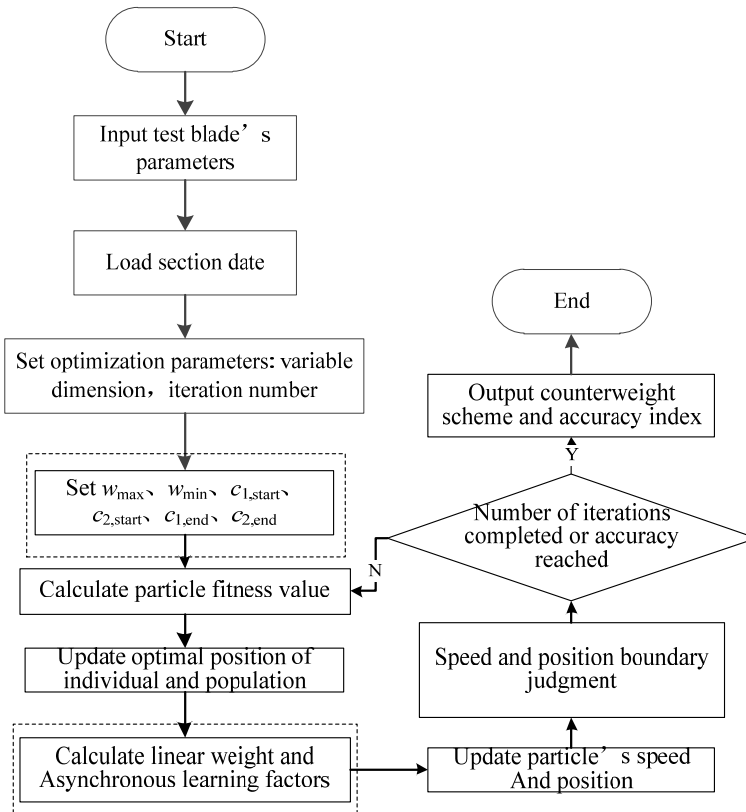 Start
Input test blade’s
parameters
Load section date
Set optimization parameters: variable
dimension，iteration number
Set wmax、wmin、c1,start、
c2,start、c1,end、c2,end
Calculate particle fitness value
Update optimal position of
individual and population
Calculate linear weight and
Asynchronous learning factors
Update particle’s speed
And position
Speed and position boundary
judgment
Number of iterations
completed or accuracy
reached
N
Y
Output counterweight
scheme and accuracy index
End